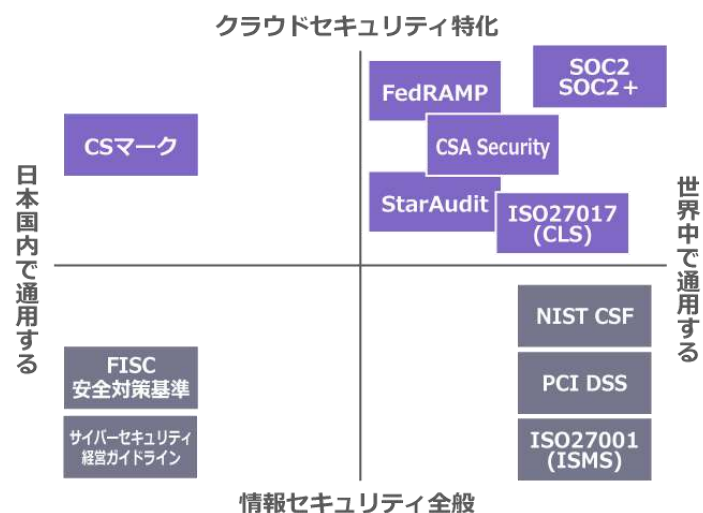 クラウドセキュリティ特化
FedRAMP
SOC2
SOC2＋
CSマーク
CSA Security
StarAudit
ISO27017
(CLS)
日本国内で通用する
世界中で通用する
NIST CSF
FISC
安全対策基準
PCI DSS
サイバーセキュリティ
経営ガイドライン
ISO27001
(ISMS)
情報セキュリティ全般